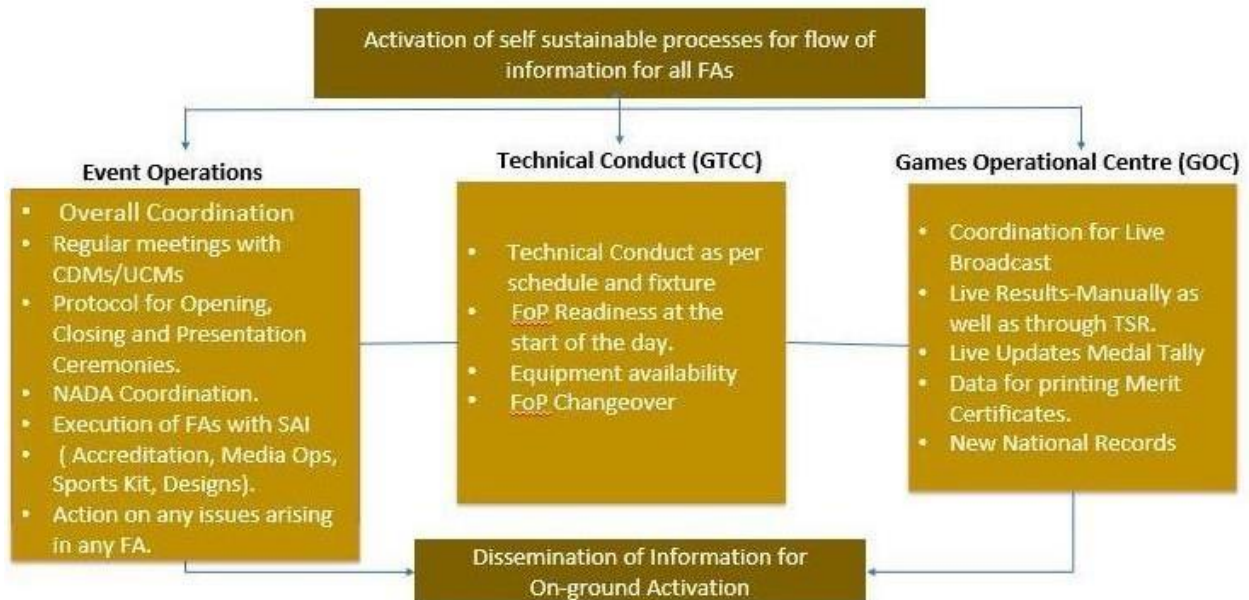 Activation of self sustainable processes for flow of
information for all FAs
Event Operations
• Overall Coordination
• Regular meetings with
CDMs/UCMs
• Protocol for Opening,
Closing and Presentation
Ceremonies.
• NADA Coordination.
• Execution of FAs with SAI
• ( Accreditation, Media Ops,
Sports Kit, Designs).
• Action on any issues arising
in any FA.
Technical Conduct (GTCC)
• Technical Conduct as per
schedule and fixture
• FoP Readiness at the
start of the day.
• Equipment availability
• FoP Changeover
Games Operational Centre (GOC)
• Coordination for Live
Broadcast
• Live Results-Manually as
well as through TSR.
• Live Updates Medal Tally
• Data for printing Merit
Certificates.
• New National Records
Dissemination of Information for
On-ground Activation